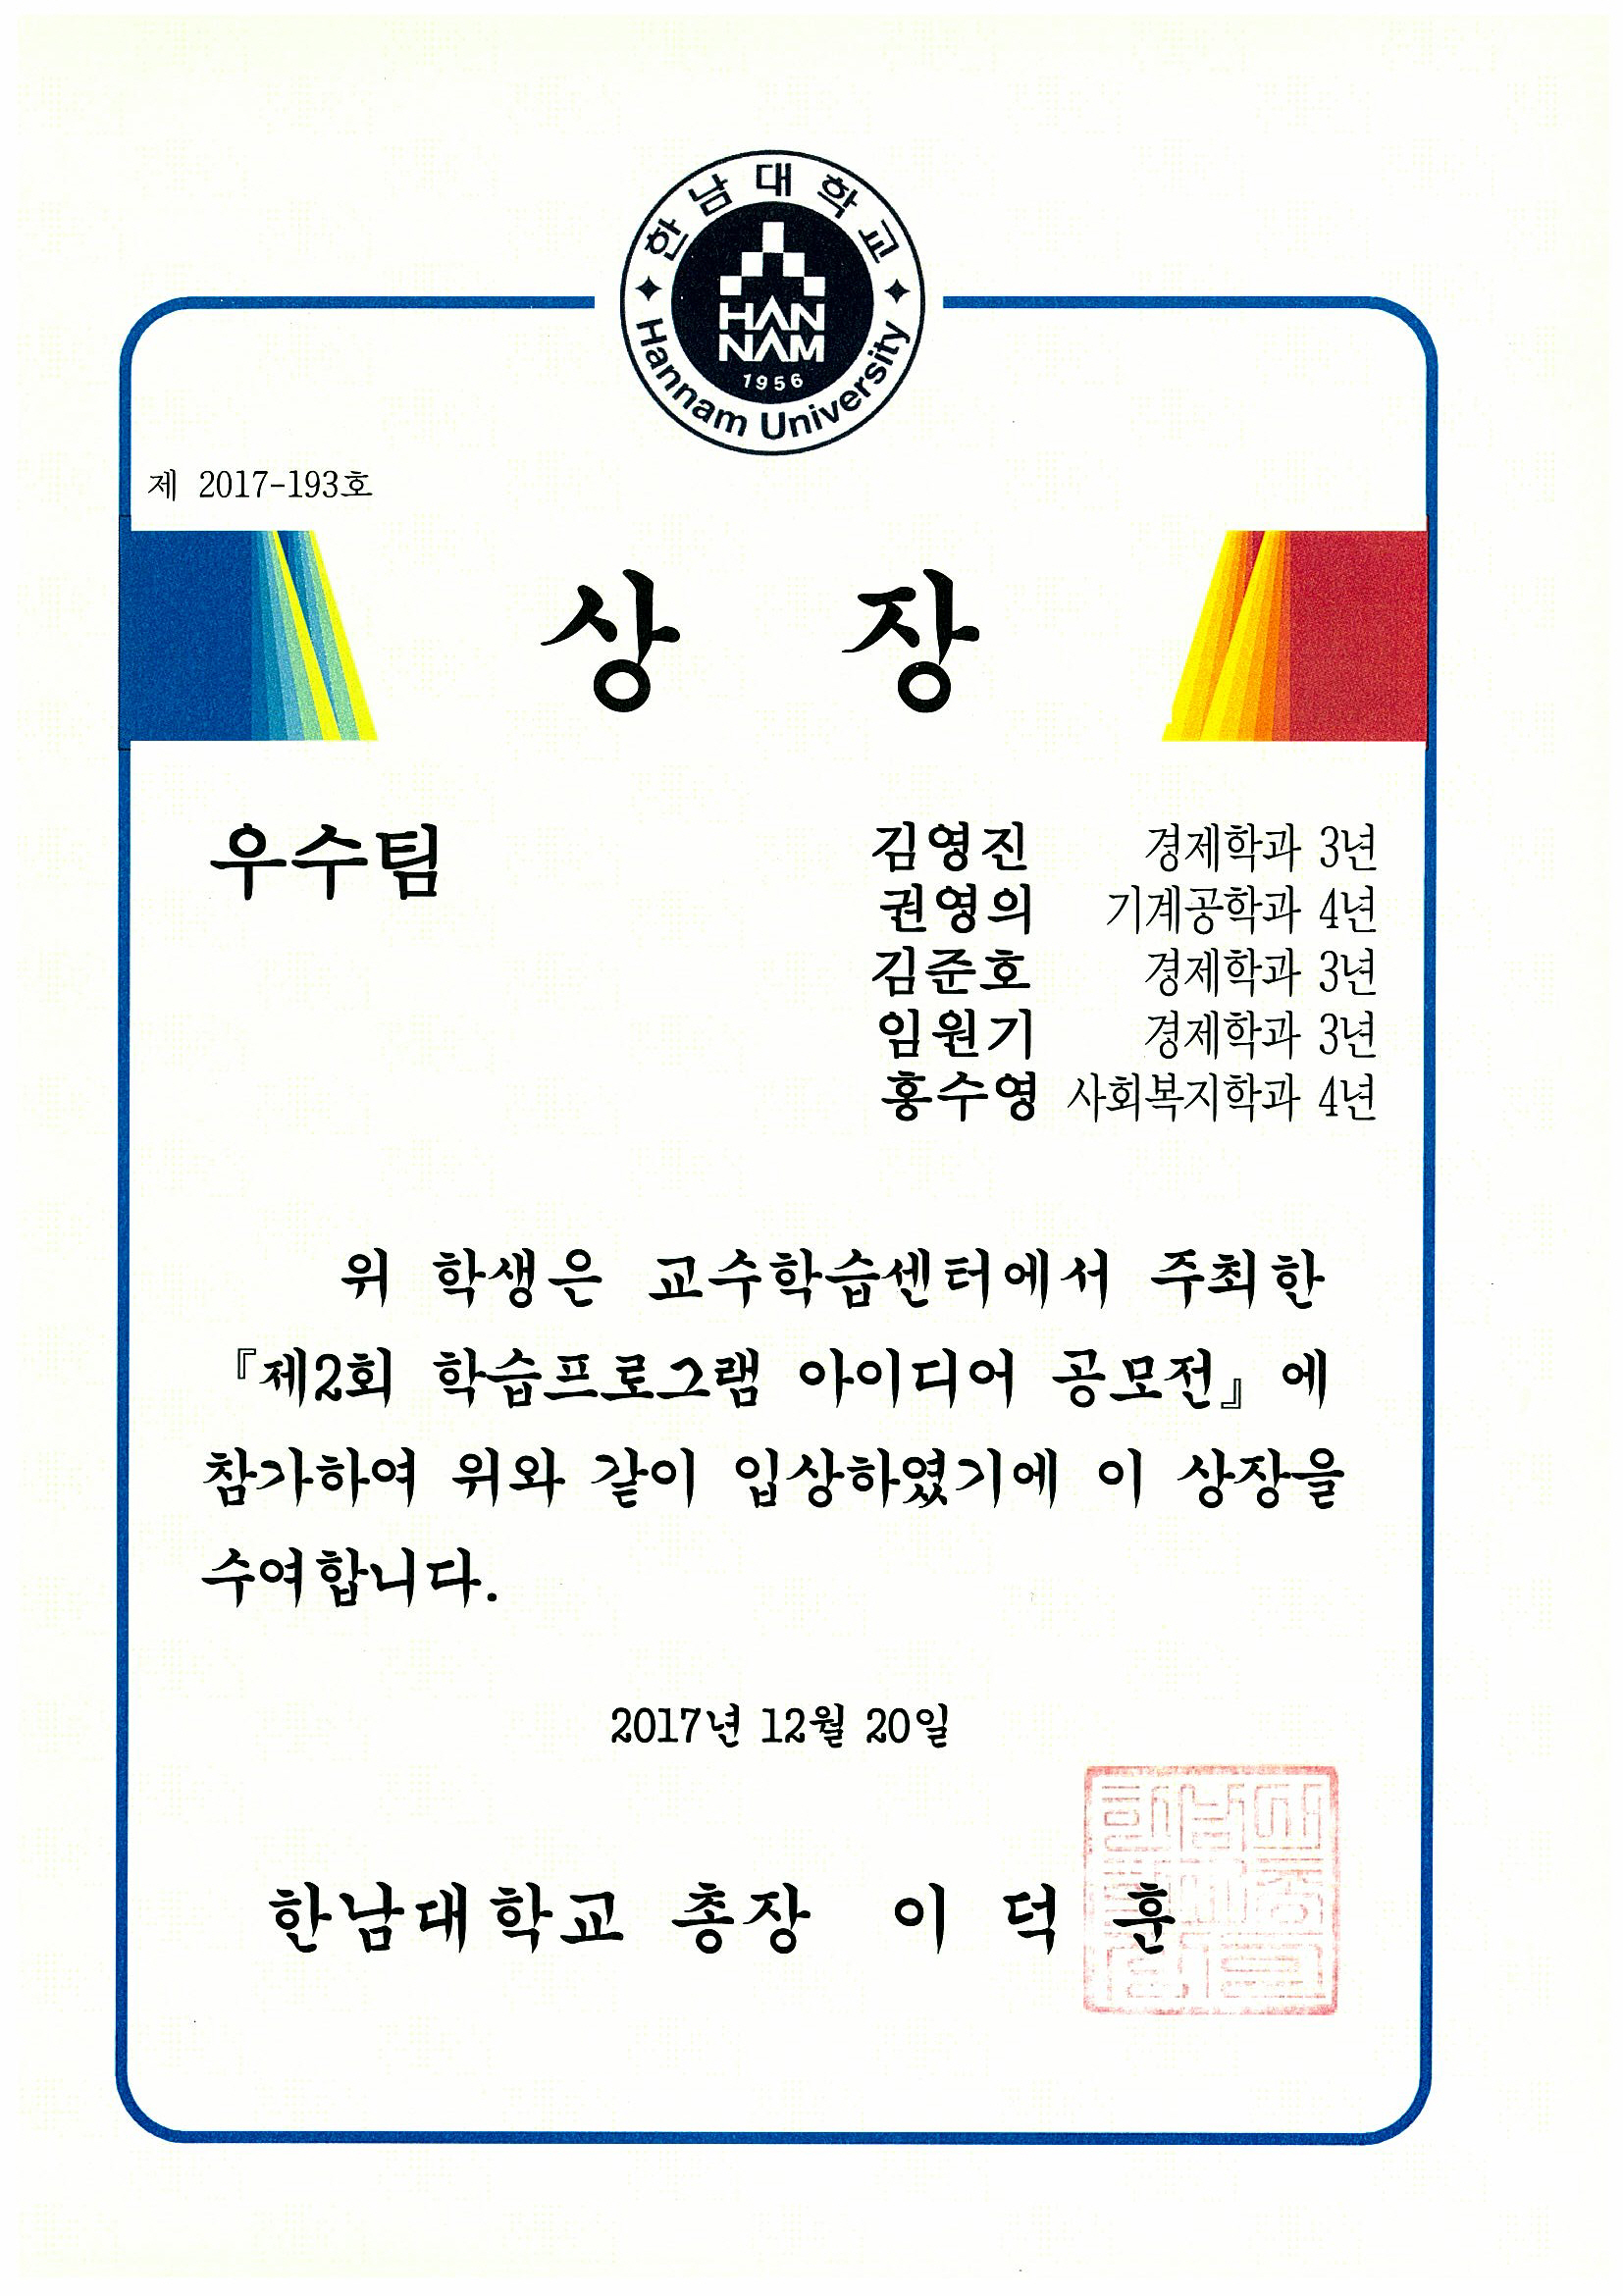 한남대학교
HAN
NAM
1956
Hannam University
제 2017-193호
상 장
우수팀
김영진 경제학과 3년
권영의 기계공학과 4년
김준호 경제학과 3년
임원기 경제학과 3년
홍수영 사회복지학과 4년
위 학생은 교수학습센터에서 주최한
『제2회 학습프로그램 아이디어 공모전』에
참가하여 위와 같이 입상하였기에 이 상장을
수여합니다.
2017년 12월 20일
한남대학교 총장 이 덕 훈